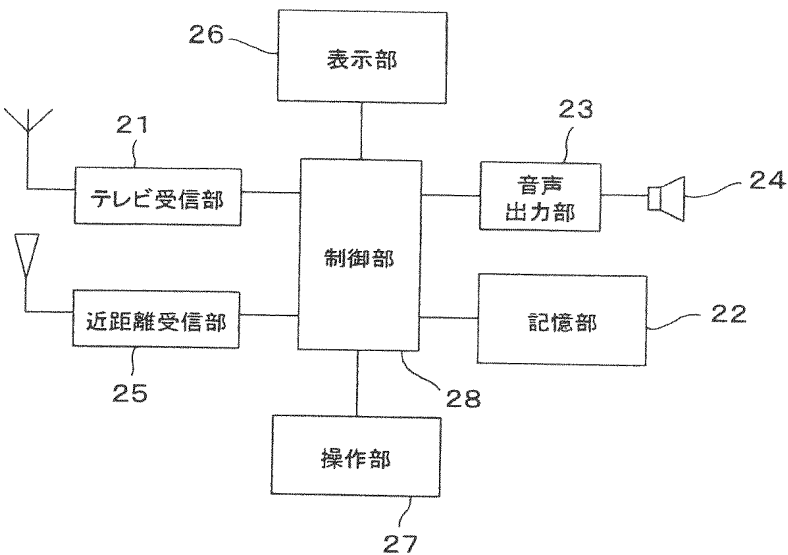 26
表示部
21
テレビ受信部
23
音声
出力部
24
制御部
近距離受信部
25
記憶部
22
28
操作部
27